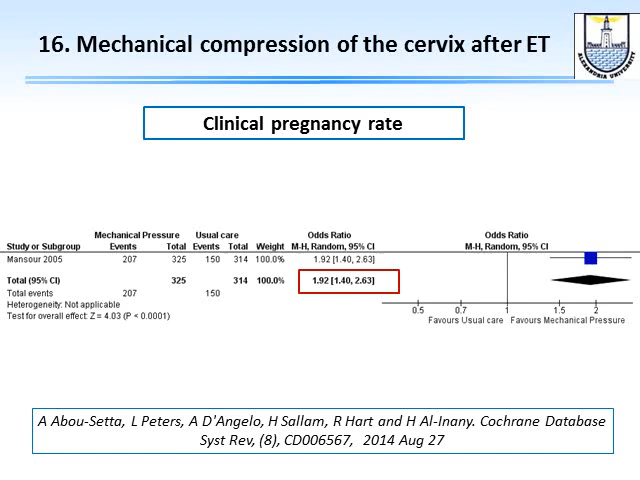 16. Mechanical compression of the cervix after ET
ALEXANDRIA UNIVERSITY
Clinical pregnancy rate
Mechanical Pressure Usual care Odds Ratio Odds Ratio
Study or Subgroup Events Total Events Total Weight M-H, Random, 95% CI M-H, Random, 95% CI
Mansour 2005 207 325 150 314 100.0% 1.92 [1.40, 2.63]
Total (95% CI) 325 314 100.0% 1.92 [1.40, 2.63]
Total events 207 150
Heterogeneity: Not applicable
Test for overall effect: Z = 4.03 (P < 0.0001)
0.5 0.7 1 1.5 2
Favours Usual care Favours Mechanical Pressure
A Abou-Setta, L Peters, A D'Angelo, H Sallam, R Hart and H Al-Inany. Cochrane Database
Syst Rev, (8), CD006567, 2014 Aug 27